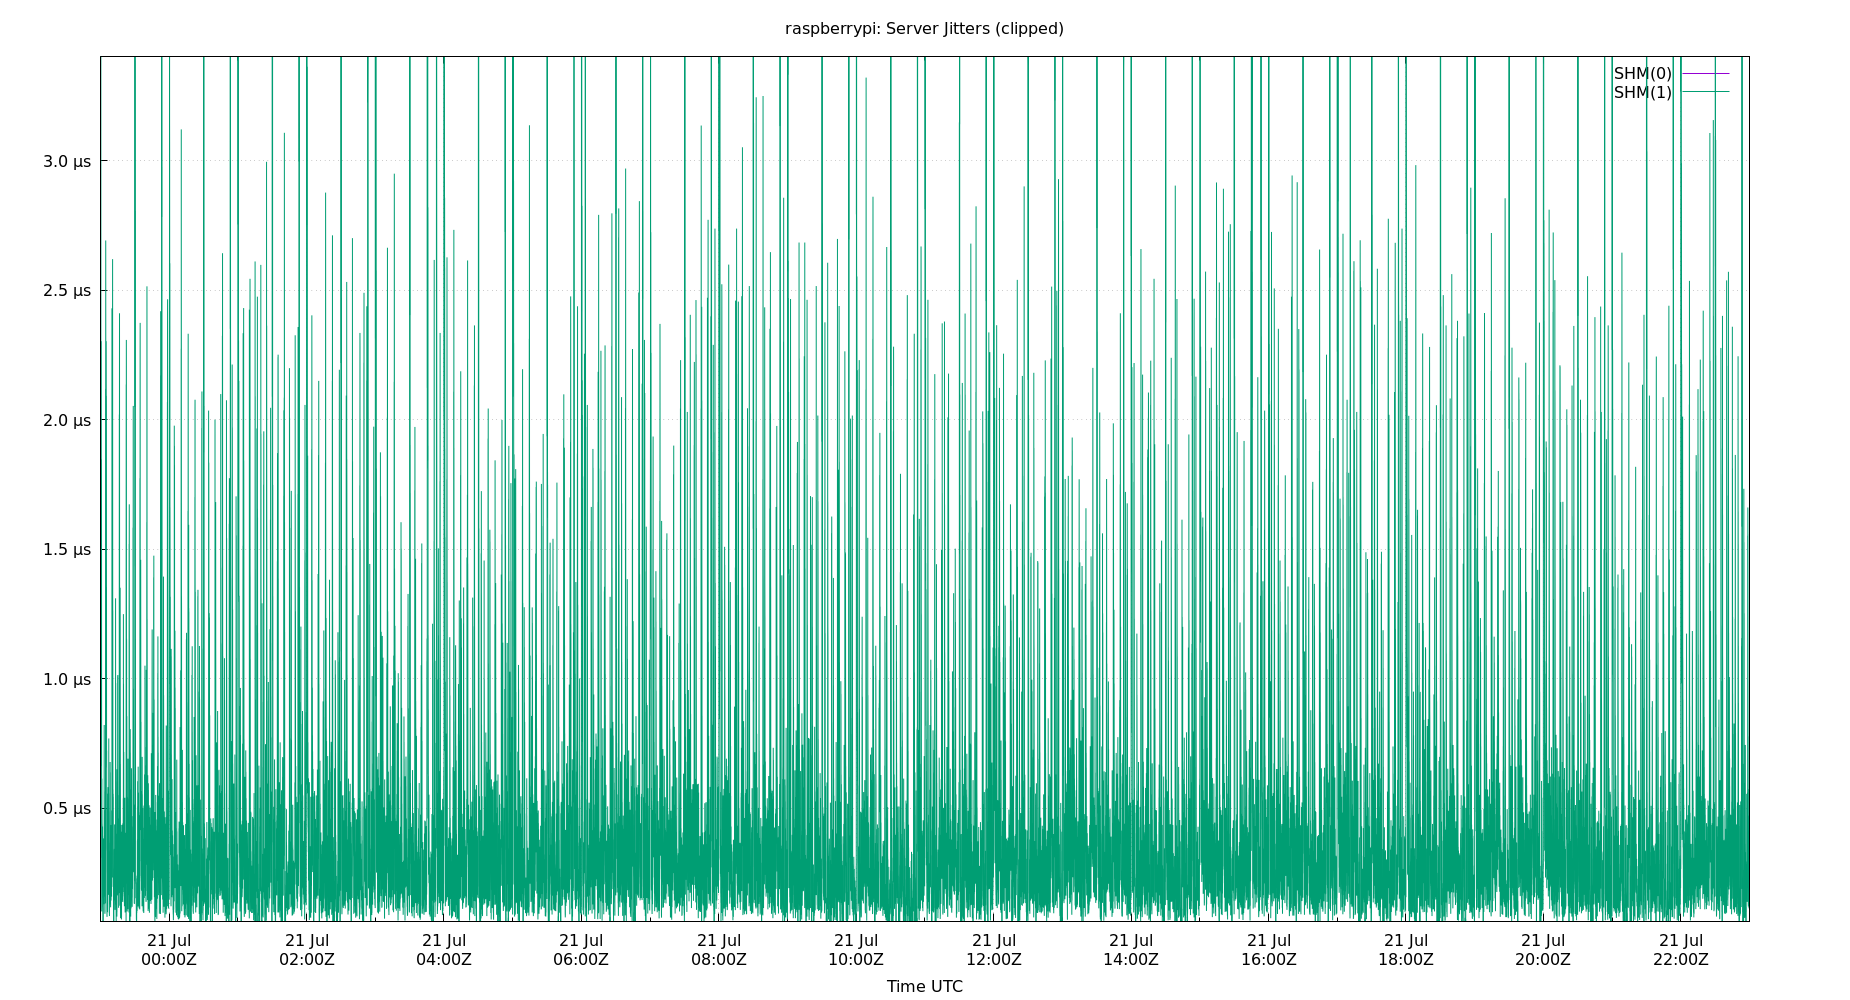 raspberrypi: Server Jitters (clipped)
SHM(0)
SHM(1)
3.0 µs
2.5 µs
2.0 µs
1.5 µs
1.0 µs
0.5 µs
21 Jul 21 Jul 21 Jul 21 Jul 21 Jul 21 Jul 21 Jul 21 Jul 21 Jul 21 Jul 21 Jul 21 Jul
00:00Z 02:00Z 04:00Z 06:00Z 08:00Z 10:00Z 12:00Z 14:00Z 16:00Z 18:00Z 20:00Z 22:00Z
Time UTC